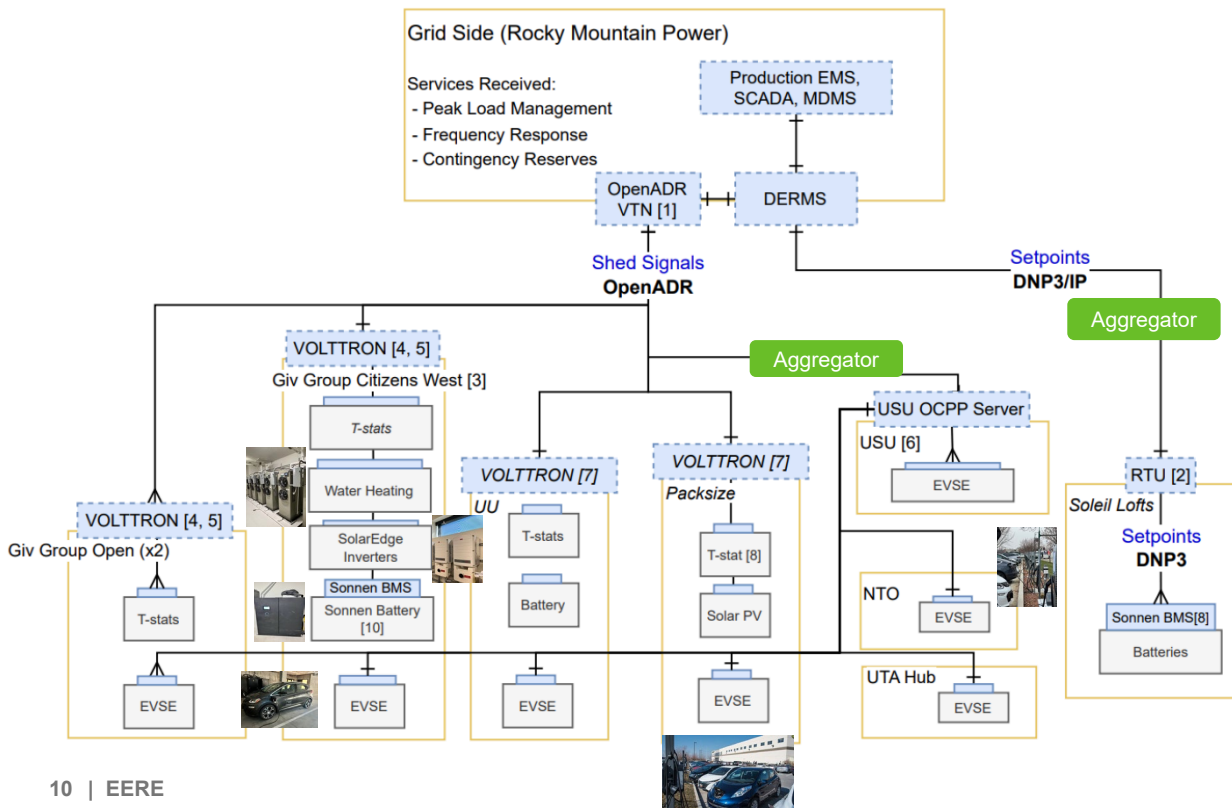 Grid Side (Rocky Mountain Power)
Services Received:
- Peak Load Management
- Frequency Response
- Contingency Reserves
Production EMS,
SCADA, MDMS
OpenADR
VTN [1]
DERMS
Shed Signals
OpenADR
Setpoints
DNP3/IP
Aggregator
Aggregator
VOLTTRON [4, 5]
Giv Group Citizens West [3]
T-stats
Water Heating
SolarEdge
Inverters
Sonnen BMS
Sonnen Battery
[10]
EVSE
VOLTTRON [4, 5]
Giv Group Open (x2)
T-stats
EVSE
VOLTTRON [7]
UU
T-stats
Battery
EVSE
VOLTTRON [7]
Packsize
T-stat [8]
Solar PV
EVSE
USU OCPP Server
USU [6]
EVSE
NTO
EVSE
UTA Hub
EVSE
RTU [2]
Soleil Lofts
Setpoints
DNP3
Sonnen BMS[8]
Batteries
10 | EERE